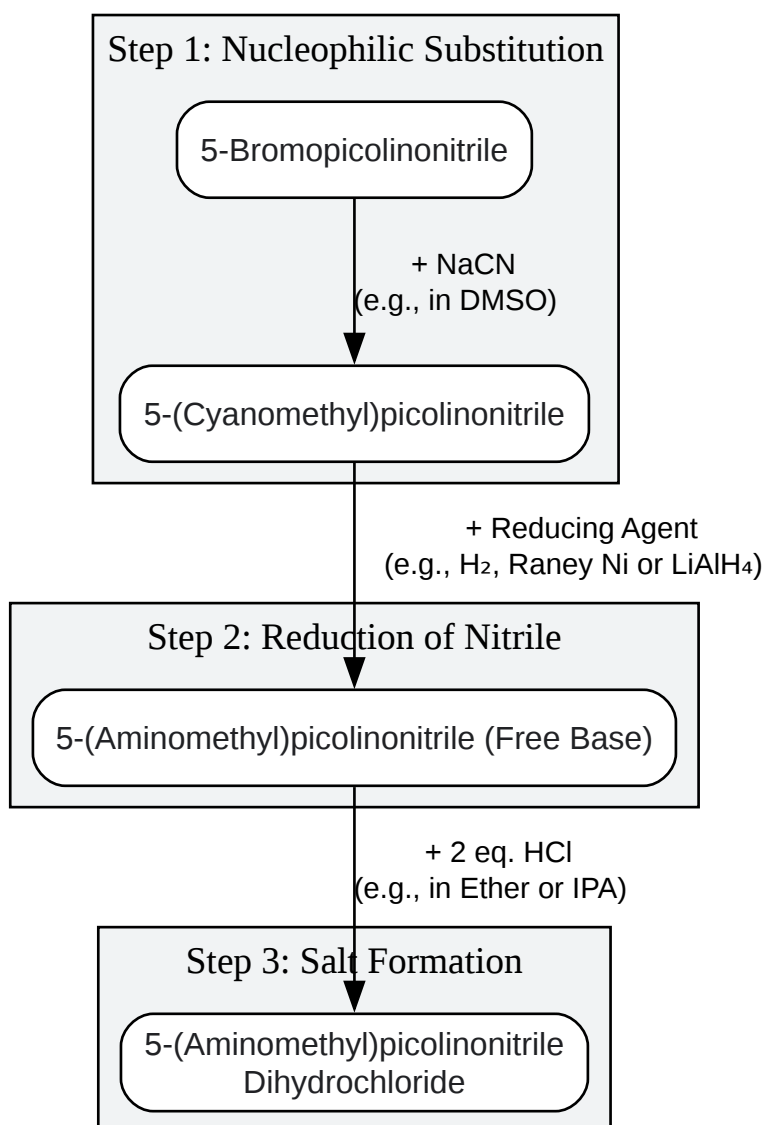 Step 1: Nucleophilic Substitution
5-Bromopicolinonitrile
+ NaCN
(e.g., in DMSO)
5-(Cyanomethyl)picolinonitrile
+ Reducing Agent
(e.g., H₂, Raney Ni or LiAlH₄)
Step 2: Reduction of Nitrile
5-(Aminomethyl)picolinonitrile (Free Base)
+ 2 eq. HCl
(e.g., in Ether or IPA)
Step 3: Salt Formation
5-(Aminomethyl)picolinonitrile
Dihydrochloride